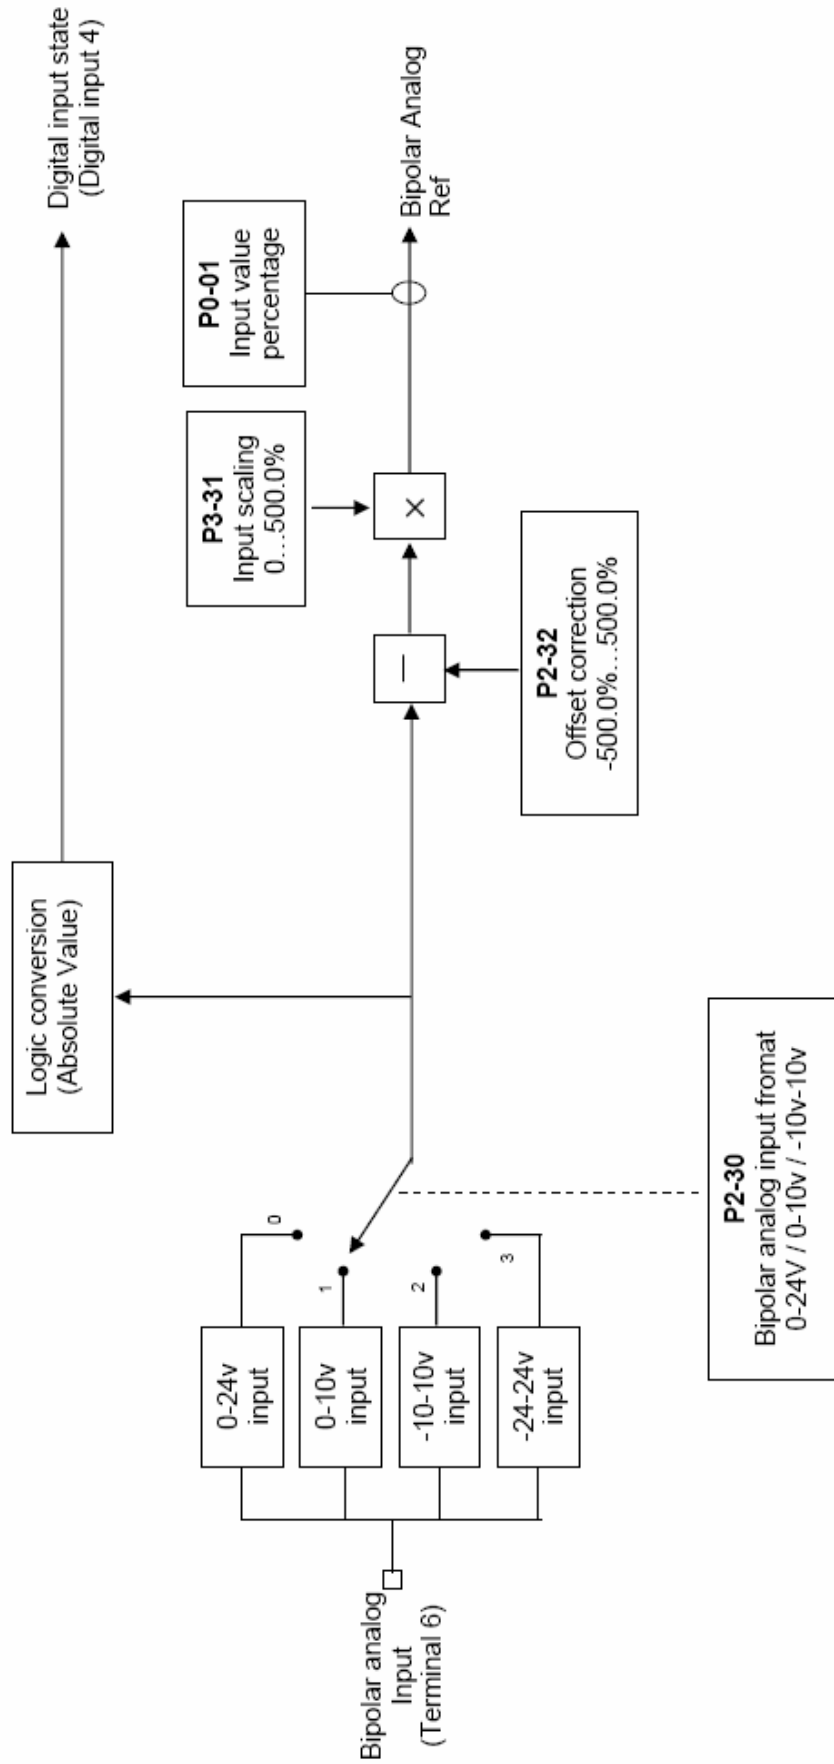 Bipolar analog
Input
(Terminal 6)
0-24v
input
0-10v
input
-10-10v
input
-24-24v
input
0
1
2
3
P2-30
Bipolar analog input fromat
0-24V / 0-10v / -10v-10v
Logic conversion
(Absolute Value)
Digital input state
(Digital input 4)
—
P2-32
Offset correction
-500.0%...500.0%
P3-31
Input scaling
0...500.0%
×
P0-01
Input value
percentage
Bipolar Analog
Ref